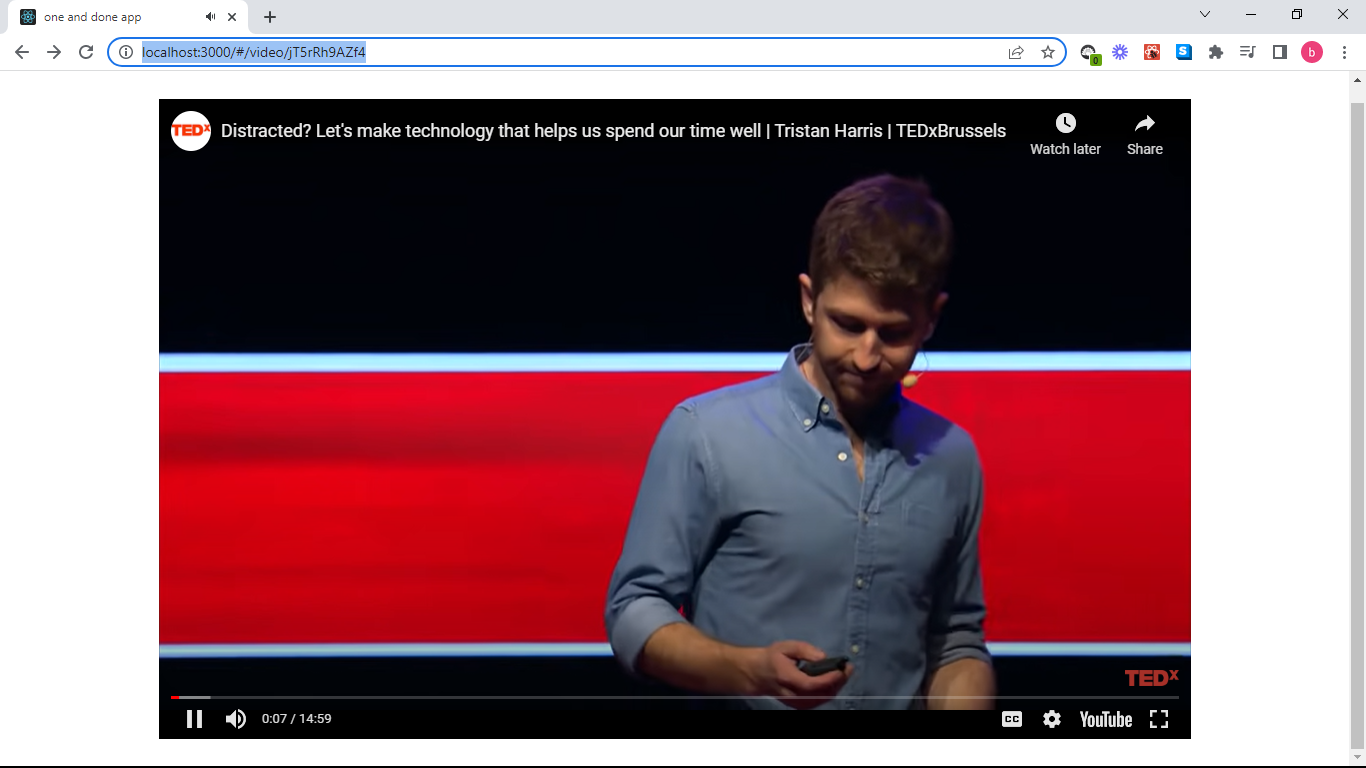 one and done app
localhost:3000/#/video/jT5rRh9AZf4
0
S
b
TEDx
Distracted? Let's make technology that helps us spend our time well | Tristan Harris | TEDxBrussels
Watch later
Share
TEDx
0:07 / 14:59
CC
YouTube